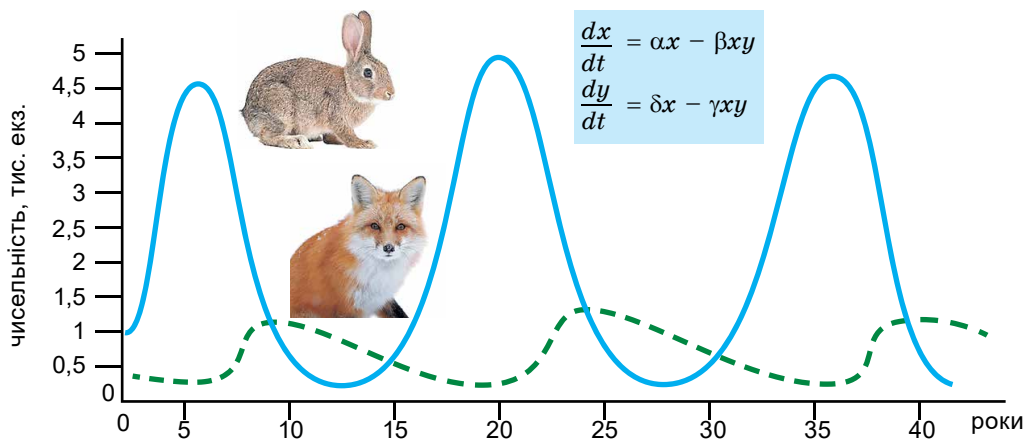 dx/dt = αx − βxy
dy/dt = δx − γxy
чисельність, тис. екз.
5
4,5
4
3,5
3
2,5
2
1,5
1
0,5
0
0 5 10 15 20 25 30 35 40 роки